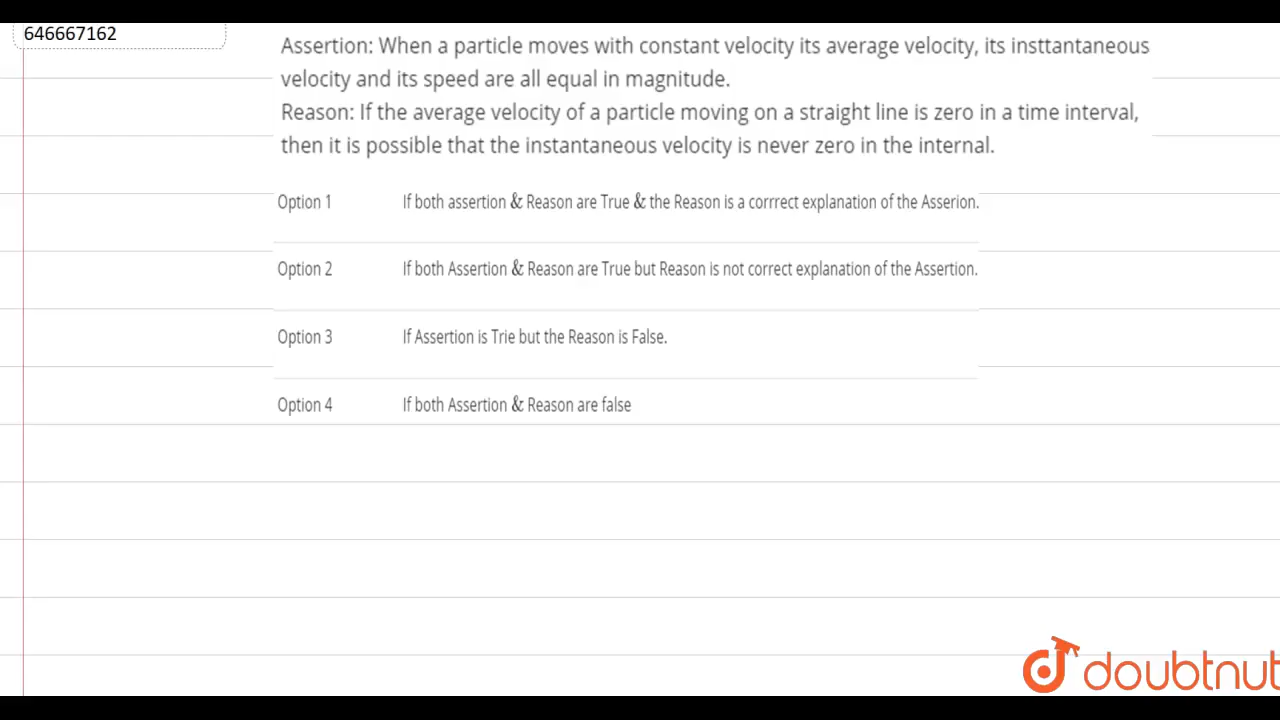 646667162
Assertion: When a particle moves with constant velocity its average velocity, its insttantaneous
velocity and its speed are all equal in magnitude.
Reason: If the average velocity of a particle moving on a straight line is zero in a time interval,
then it is possible that the instantaneous velocity is never zero in the internal.
Option 1 If both assertion & Reason are True & the Reason is a corrrect explanation of the Asserion.
Option 2 If both Assertion & Reason are True but Reason is not correct explanation of the Assertion.
Option 3 If Assertion is Trie but the Reason is False.
Option 4 If both Assertion & Reason are false
doubtnut